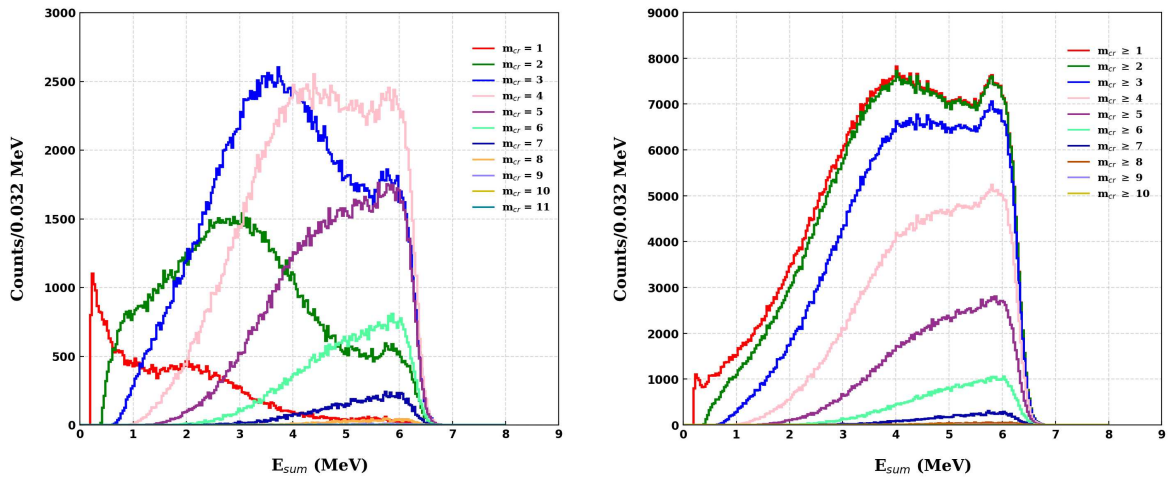 3000
2500
2000
1500
1000
500
0
0 1 2 3 4 5 6 7 8 9
Counts/0.032 MeV
E_sum (MeV)
m_cr = 1
m_cr = 2
m_cr = 3
m_cr = 4
m_cr = 5
m_cr = 6
m_cr = 7
m_cr = 8
m_cr = 9
m_cr = 10
m_cr = 11
9000
8000
7000
6000
5000
4000
3000
2000
1000
0
0 1 2 3 4 5 6 7 8 9
Counts/0.032 MeV
E_sum (MeV)
m_cr ≥ 1
m_cr ≥ 2
m_cr ≥ 3
m_cr ≥ 4
m_cr ≥ 5
m_cr ≥ 6
m_cr ≥ 7
m_cr ≥ 8
m_cr ≥ 9
m_cr ≥ 10